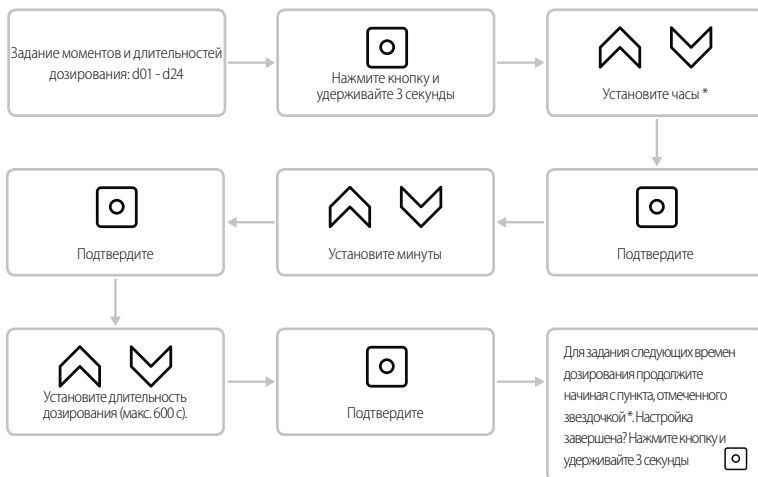 Задание моментов и длительностей
дозирования: d01 - d24
Нажмите кнопку и
удерживайте 3 секунды
Установите часы *
Подтвердите
Установите минуты
Подтвердите
Установите длительность
дозирования (макс. 600 с).
Подтвердите
Для задания следующих времен
дозирования продолжите
начиная с пункта, отмеченного
звездочкой *. Настройка
завершена? Нажмите кнопку и
удерживайте 3 секунды